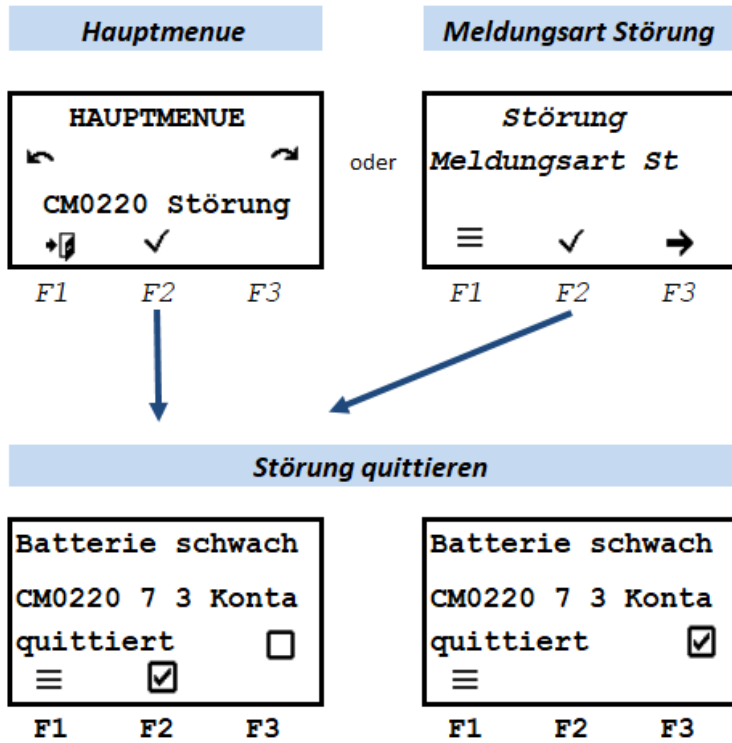 Hauptmenue
Meldungsart Störung
HAUPTMENUE
CM0220 Störung
F1 F2 F3
oder
Störung
Meldungsart St
F1 F2 F3
Störung quittieren
Batterie schwach
CM0220 7 3 Konta
quittiert
F1 F2 F3
Batterie schwach
CM0220 7 3 Konta
quittiert
F1 F2 F3